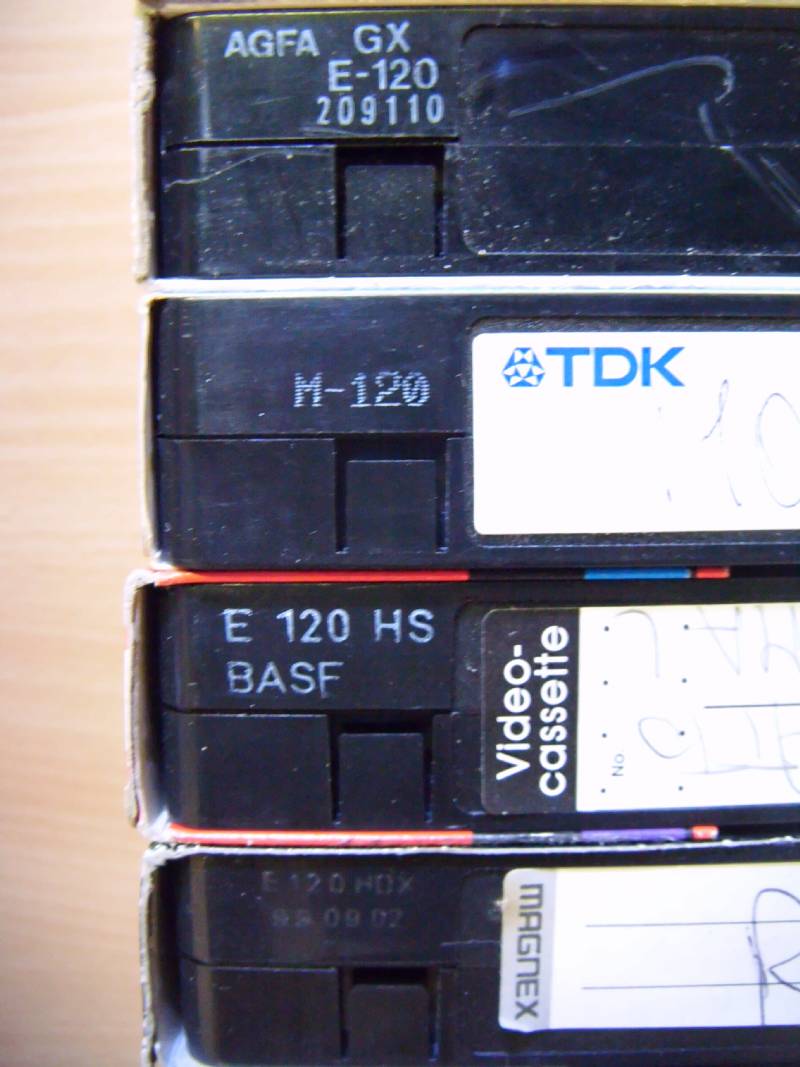 AGFA GX
E-120
209110
M-120
TDK
E 120 HS
BASF
Video-
cassette
No
E 120 HDX
MAGNEX